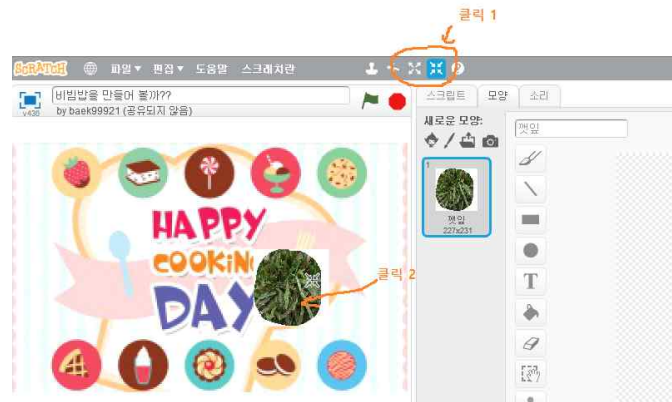 클릭 1
SCRATCH 파일 편집 도움말 스크래치란
v436 비빔밥을 만들어 볼까??
by baek99921 (공유되지 않음)
스크립트 모양 소리
새로운 모양:
깻잎
1
깻잎
227x231
HAPPY
COOKIN
DAY
클릭 2
T